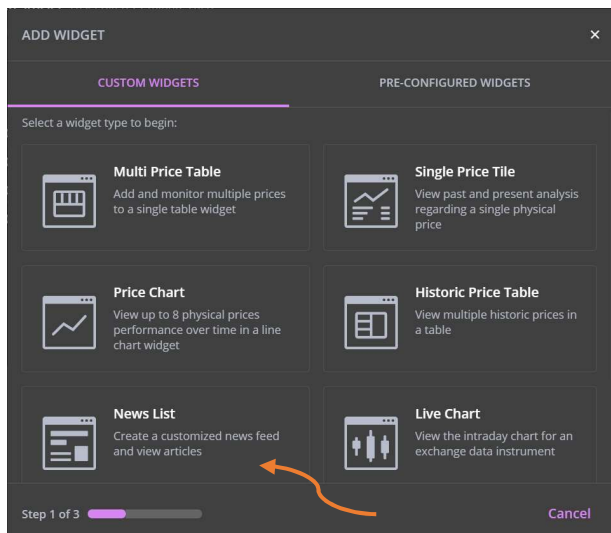 ADD WIDGET
×
CUSTOM WIDGETS
PRE-CONFIGURED WIDGETS
Select a widget type to begin:
Multi Price Table
Add and monitor multiple prices
to a single table widget
Single Price Tile
View past and present analysis
regarding a single physical
price
Price Chart
View up to 8 physical prices
performance over time in a line
chart widget
Historic Price Table
View multiple historic prices in
a table
News List
Create a customized news feed
and view articles
Live Chart
View the intraday chart for an
exchange data instrument
Step 1 of 3
Cancel